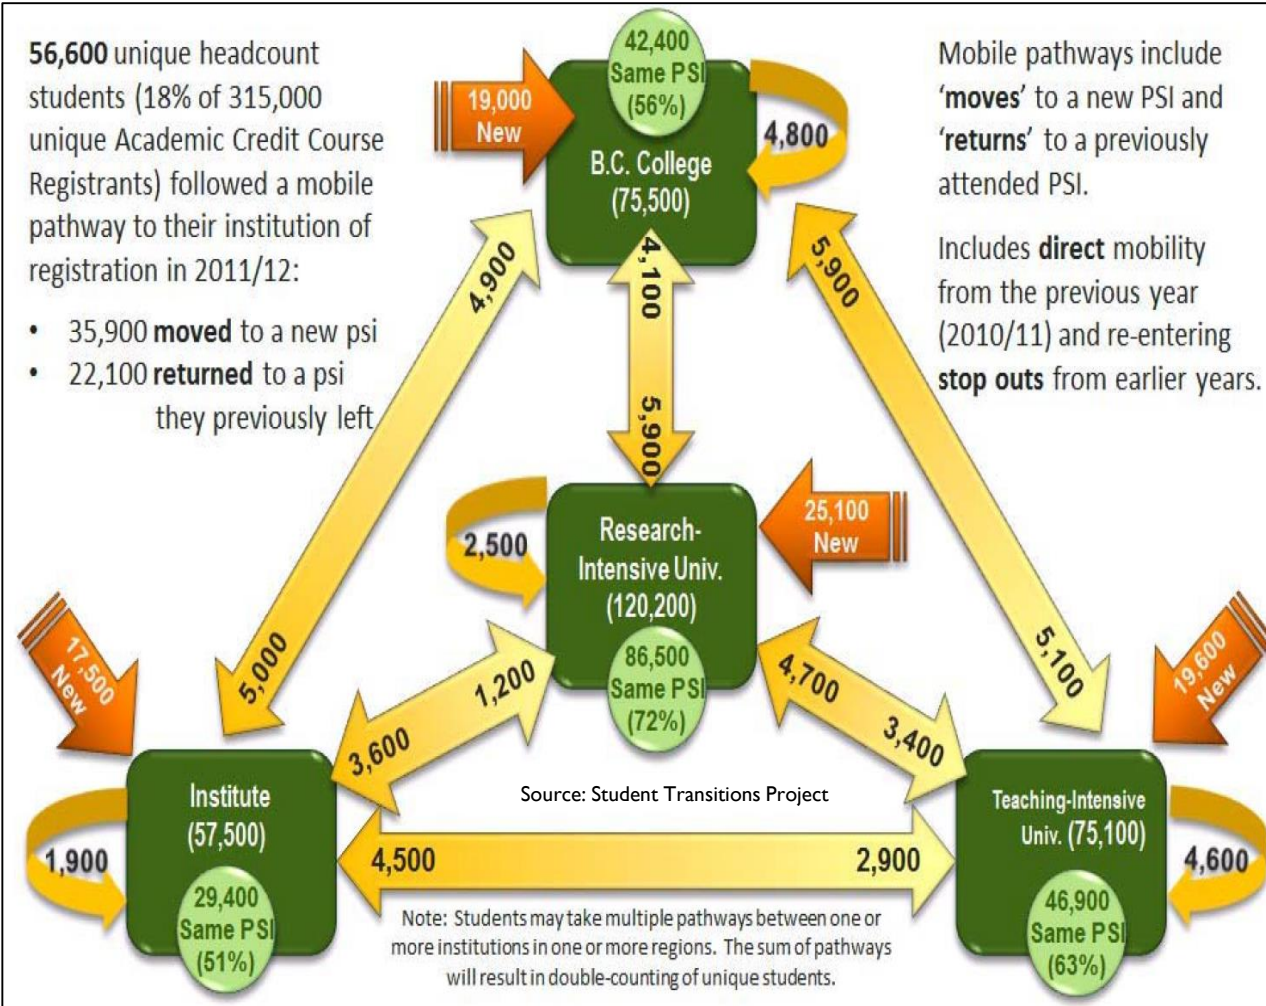 56,600 unique headcount
students (18% of 315,000
unique Academic Credit Course
Registrants) followed a mobile
pathway to their institution of
registration in 2011/12:
• 35,900 moved to a new psi
• 22,100 returned to a psi
they previously left
19,000
New
42,400
Same PSI
(56%)
B.C. College
(75,500)
4,800
Mobile pathways include
‘moves’ to a new PSI and
‘returns’ to a previously
attended PSI.
Includes direct mobility
from the previous year
(2010/11) and re-entering
stop outs from earlier years.
4,900
4,100
5,900
5,900
2,500
Research-
Intensive Univ.
(120,200)
86,500
Same PSI
(72%)
25,100
New
17,500
New
5,000
1,200
3,600
4,700
3,400
5,100
19,600
New
Institute
(57,500)
1,900
29,400
Same PSI
(51%)
Source: Student Transitions Project
4,500
2,900
Teaching-Intensive
Univ. (75,100)
4,600
46,900
Same PSI
(63%)
Note: Students may take multiple pathways between one or
more institutions in one or more regions. The sum of pathways
will result in double-counting of unique students.